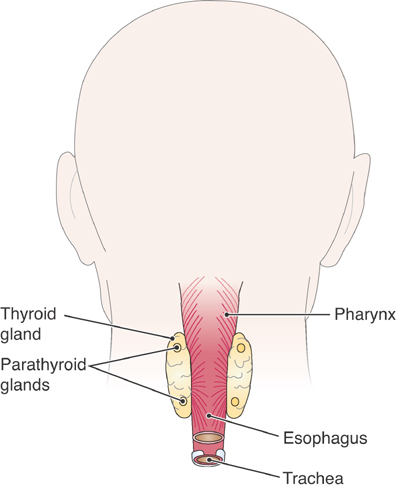 Thyroid
gland
Pharynx
Parathyroid
glands
Esophagus
Trachea